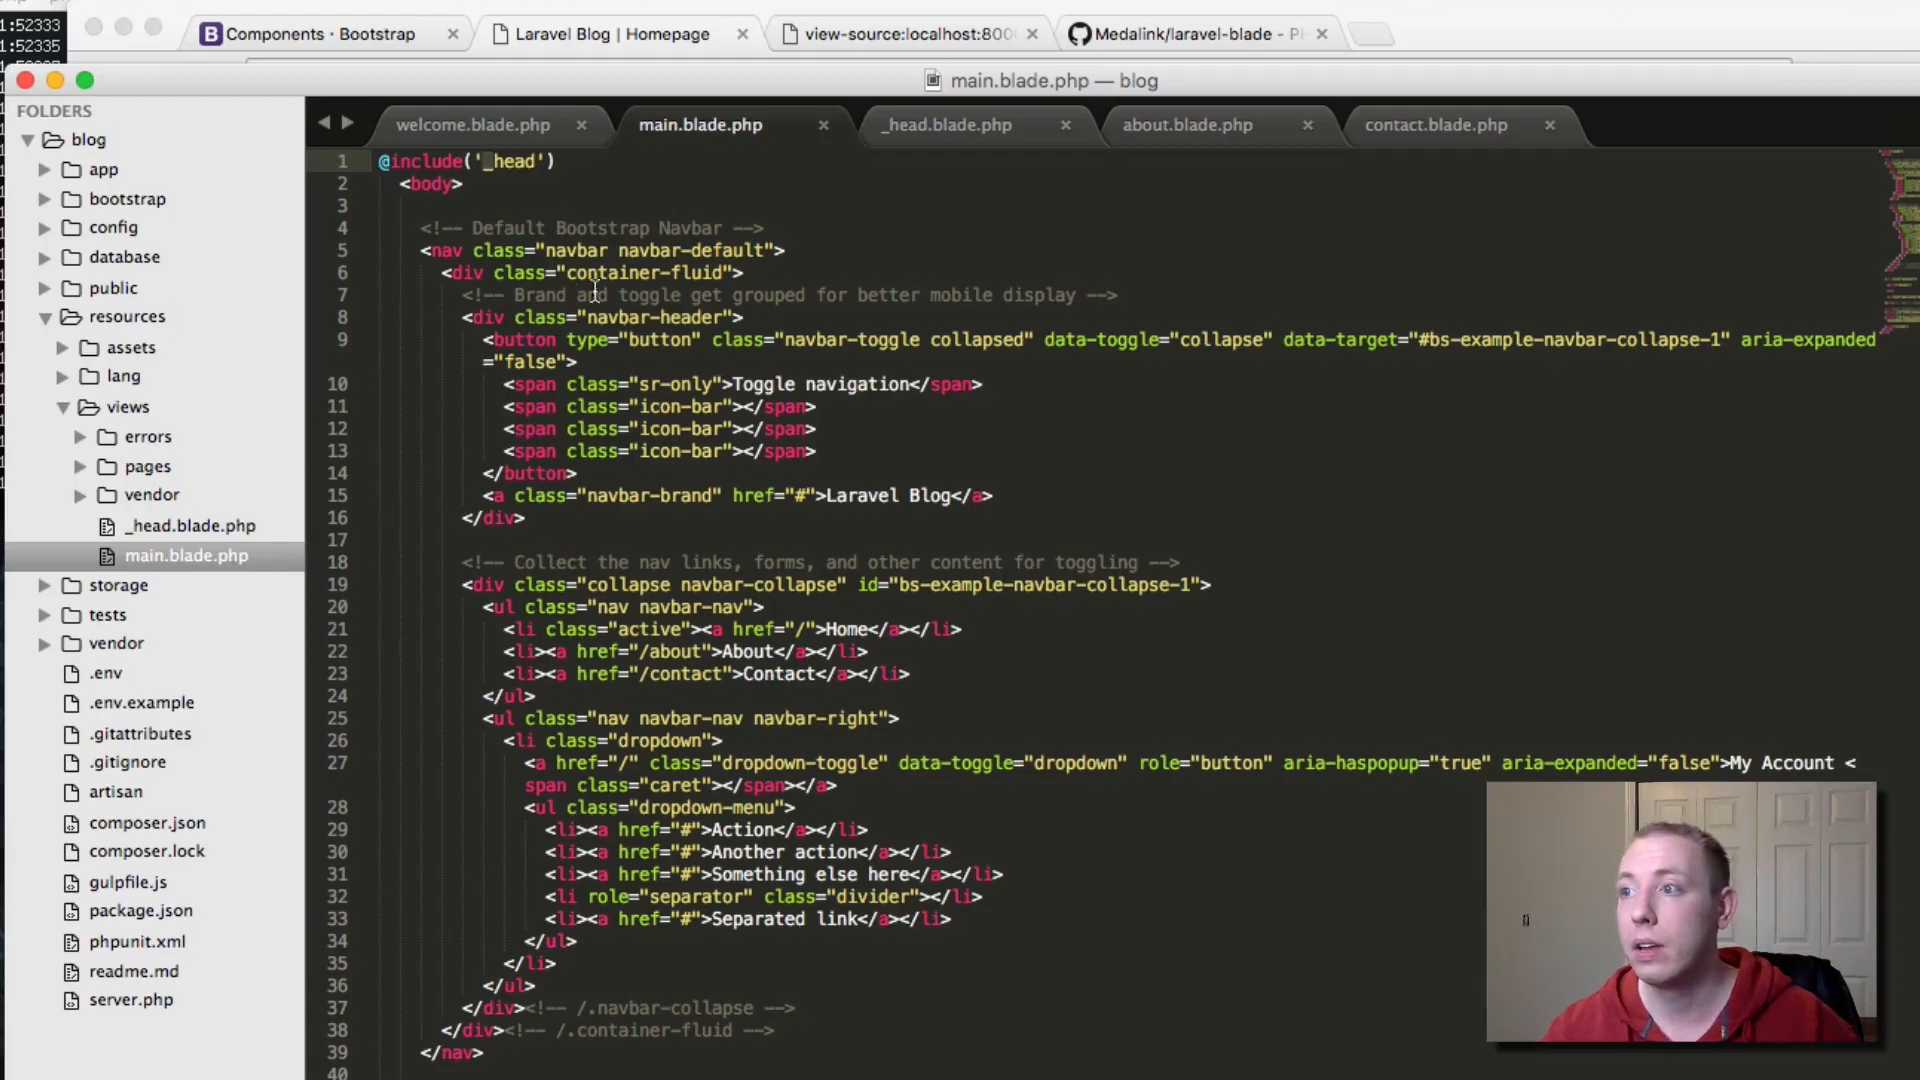 1:52333
1:52335
Components · Bootstrap
Laravel Blog | Homepage
view-source:localhost:800
Medalink/laravel-blade - P
main.blade.php — blog
FOLDERS
blog
app
bootstrap
config
database
public
resources
assets
lang
views
errors
pages
vendor
_head.blade.php
main.blade.php
storage
tests
vendor
.env
.env.example
.gitattributes
.gitignore
artisan
composer.json
composer.lock
gulpfile.js
package.json
phpunit.xml
readme.md
server.php
welcome.blade.php
main.blade.php
_head.blade.php
about.blade.php
contact.blade.php
1 @include('_head')
2 <body>
3
4 <!-- Default Bootstrap Navbar -->
5 <nav class="navbar navbar-default">
6 <div class="container-fluid">
7 <!-- Brand and toggle get grouped for better mobile display -->
8 <div class="navbar-header">
9 <button type="button" class="navbar-toggle collapsed" data-toggle="collapse" data-target="#bs-example-navbar-collapse-1" aria-expanded
="false">
10 <span class="sr-only">Toggle navigation</span>
11 <span class="icon-bar"></span>
12 <span class="icon-bar"></span>
13 <span class="icon-bar"></span>
14 </button>
15 <a class="navbar-brand" href="#">Laravel Blog</a>
16 </div>
17
18 <!-- Collect the nav links, forms, and other content for toggling -->
19 <div class="collapse navbar-collapse" id="bs-example-navbar-collapse-1">
20 <ul class="nav navbar-nav">
21 <li class="active"><a href="/">Home</a></li>
22 <li><a href="/about">About</a></li>
23 <li><a href="/contact">Contact</a></li>
24 </ul>
25 <ul class="nav navbar-nav navbar-right">
26 <li class="dropdown">
27 <a href="/" class="dropdown-toggle" data-toggle="dropdown" role="button" aria-haspopup="true" aria-expanded="false">My Account <
span class="caret"></span></a>
28 <ul class="dropdown-menu">
29 <li><a href="#">Action</a></li>
30 <li><a href="#">Another action</a></li>
31 <li><a href="#">Something else here</a></li>
32 <li role="separator" class="divider"></li>
33 <li><a href="#">Separated link</a></li>
34 </ul>
35 </li>
36 </ul>
37 </div><!-- /.navbar-collapse -->
38 </div><!-- /.container-fluid -->
39 </nav>
40